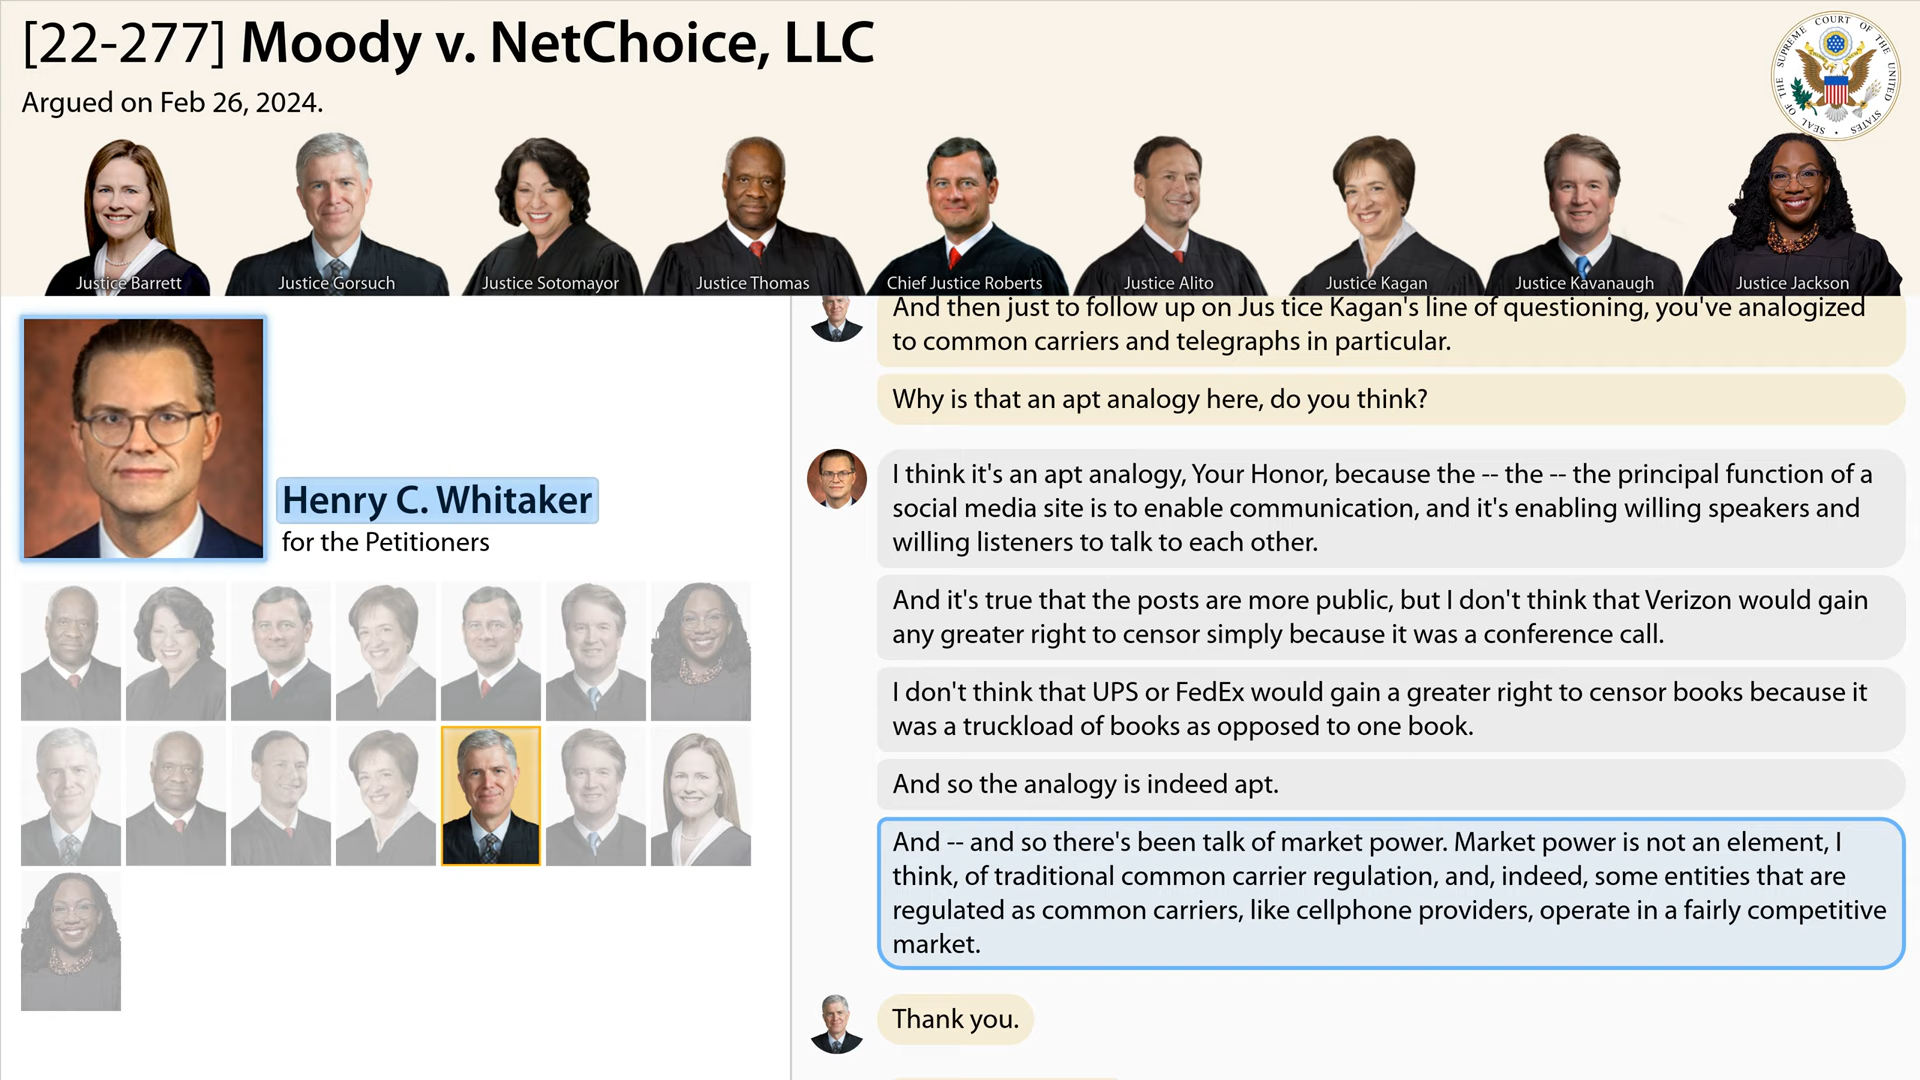 [22-277] Moody v. NetChoice, LLC
Argued on Feb 26, 2024.
SEAL OF THE SUPREME COURT OF THE UNITED STATES
Justice Barrett
Justice Gorsuch
Justice Sotomayor
Justice Thomas
Chief Justice Roberts
Justice Alito
Justice Kagan
Justice Kavanaugh
Justice Jackson
Henry C. Whitaker
for the Petitioners
And then just to follow up on Jus tice Kagan's line of questioning, you've analogized
to common carriers and telegraphs in particular.
Why is that an apt analogy here, do you think?
I think it's an apt analogy, Your Honor, because the -- the -- the principal function of a
social media site is to enable communication, and it's enabling willing speakers and
willing listeners to talk to each other.
And it's true that the posts are more public, but I don't think that Verizon would gain
any greater right to censor simply because it was a conference call.
I don't think that UPS or FedEx would gain a greater right to censor books because it
was a truckload of books as opposed to one book.
And so the analogy is indeed apt.
And -- and so there's been talk of market power. Market power is not an element, I
think, of traditional common carrier regulation, and, indeed, some entities that are
regulated as common carriers, like cellphone providers, operate in a fairly competitive
market.
Thank you.